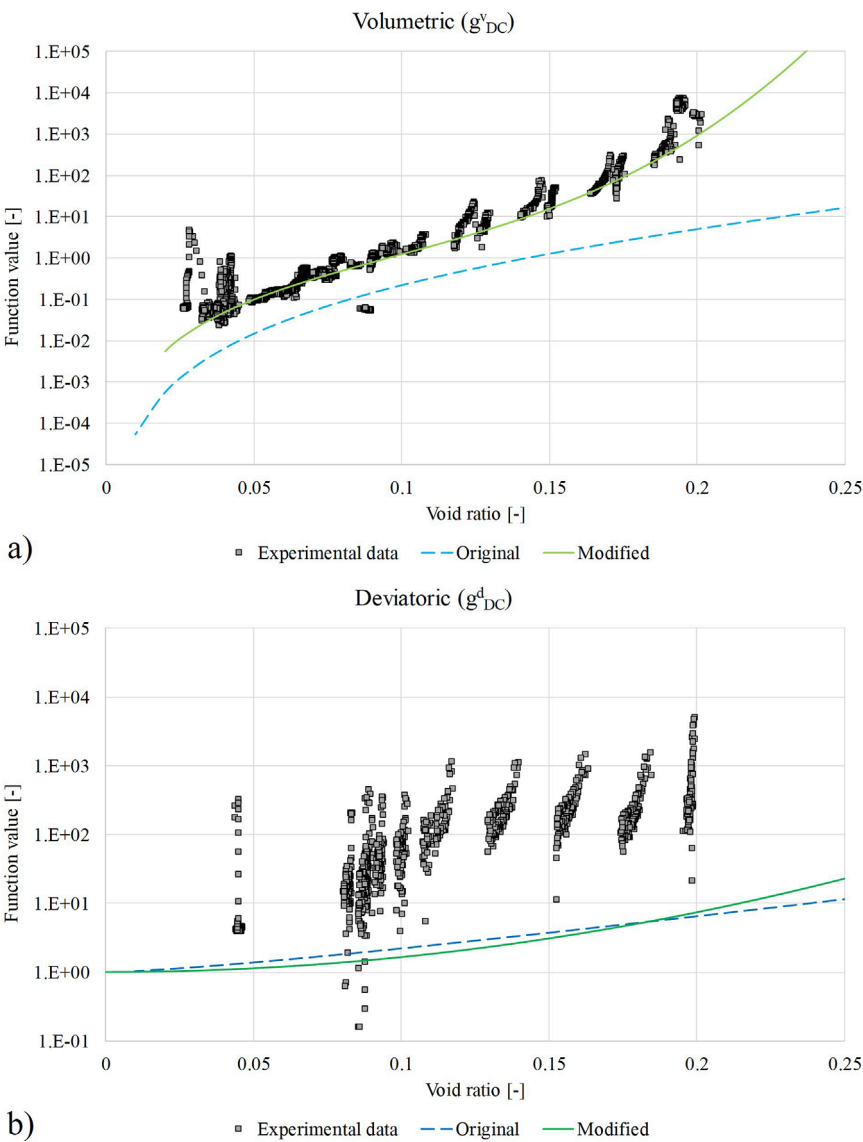 Volumetric (gᵛDC)
1.E+05
1.E+04
1.E+03
1.E+02
1.E+01
1.E+00
1.E-01
1.E-02
1.E-03
1.E-04
1.E-05
Function value [-]
0 0.05 0.1 0.15 0.2 0.25
Void ratio [-]
a)
Experimental data Original Modified
Deviatoric (gᵈDC)
1.E+05
1.E+04
1.E+03
1.E+02
1.E+01
1.E+00
1.E-01
Function value [-]
0 0.05 0.1 0.15 0.2 0.25
Void ratio [-]
b)
Experimental data Original Modified